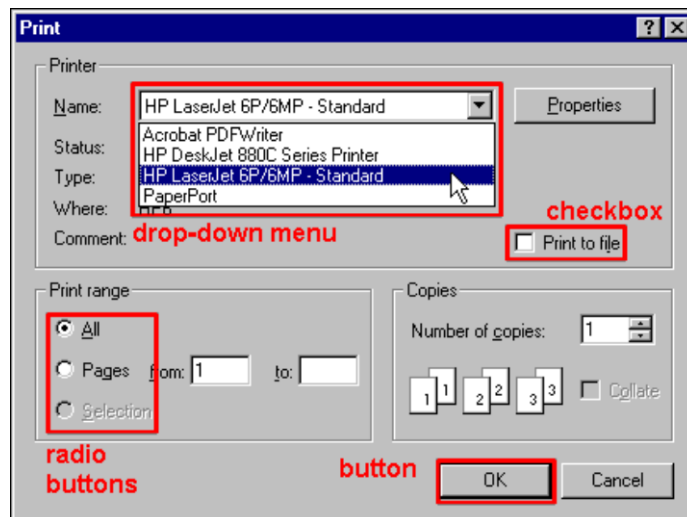 Print
Printer
Name: HP LaserJet 6P/6MP - Standard Properties
Acrobat PDFWriter
Status: HP DeskJet 880C Series Printer
Type: HP LaserJet 6P/6MP - Standard
PaperPort
Where:
checkbox
Comment: drop-down menu Print to file
Print range Copies
All Number of copies: 1
Pages from: 1 to:
1 1 2 2 3 3 Collate
Selection
radio
buttons
button OK Cancel